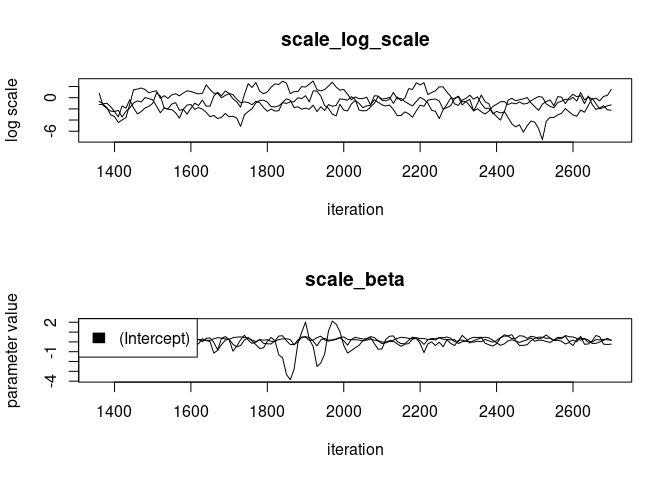 scale_log_scale
log scale
0
-6
1400 1600 1800 2000 2200 2400 2600
iteration
scale_beta
parameter value
2
-1
-4
(Intercept)
1400 1600 1800 2000 2200 2400 2600
iteration